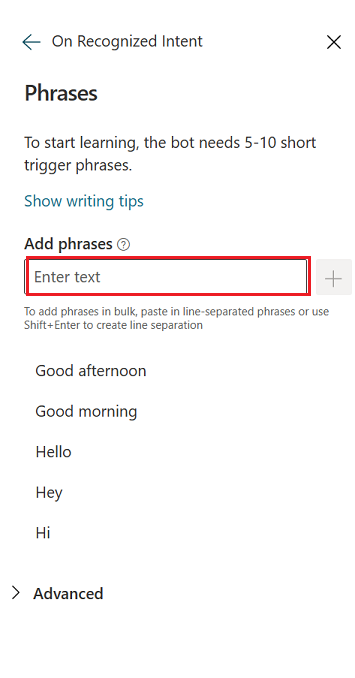 On Recognized Intent
Phrases
To start learning, the bot needs 5-10 short
trigger phrases.
Show writing tips
Add phrases
Enter text
To add phrases in bulk, paste in line-separated phrases or use
Shift+Enter to create line separation
Good afternoon
Good morning
Hello
Hey
Hi
Advanced